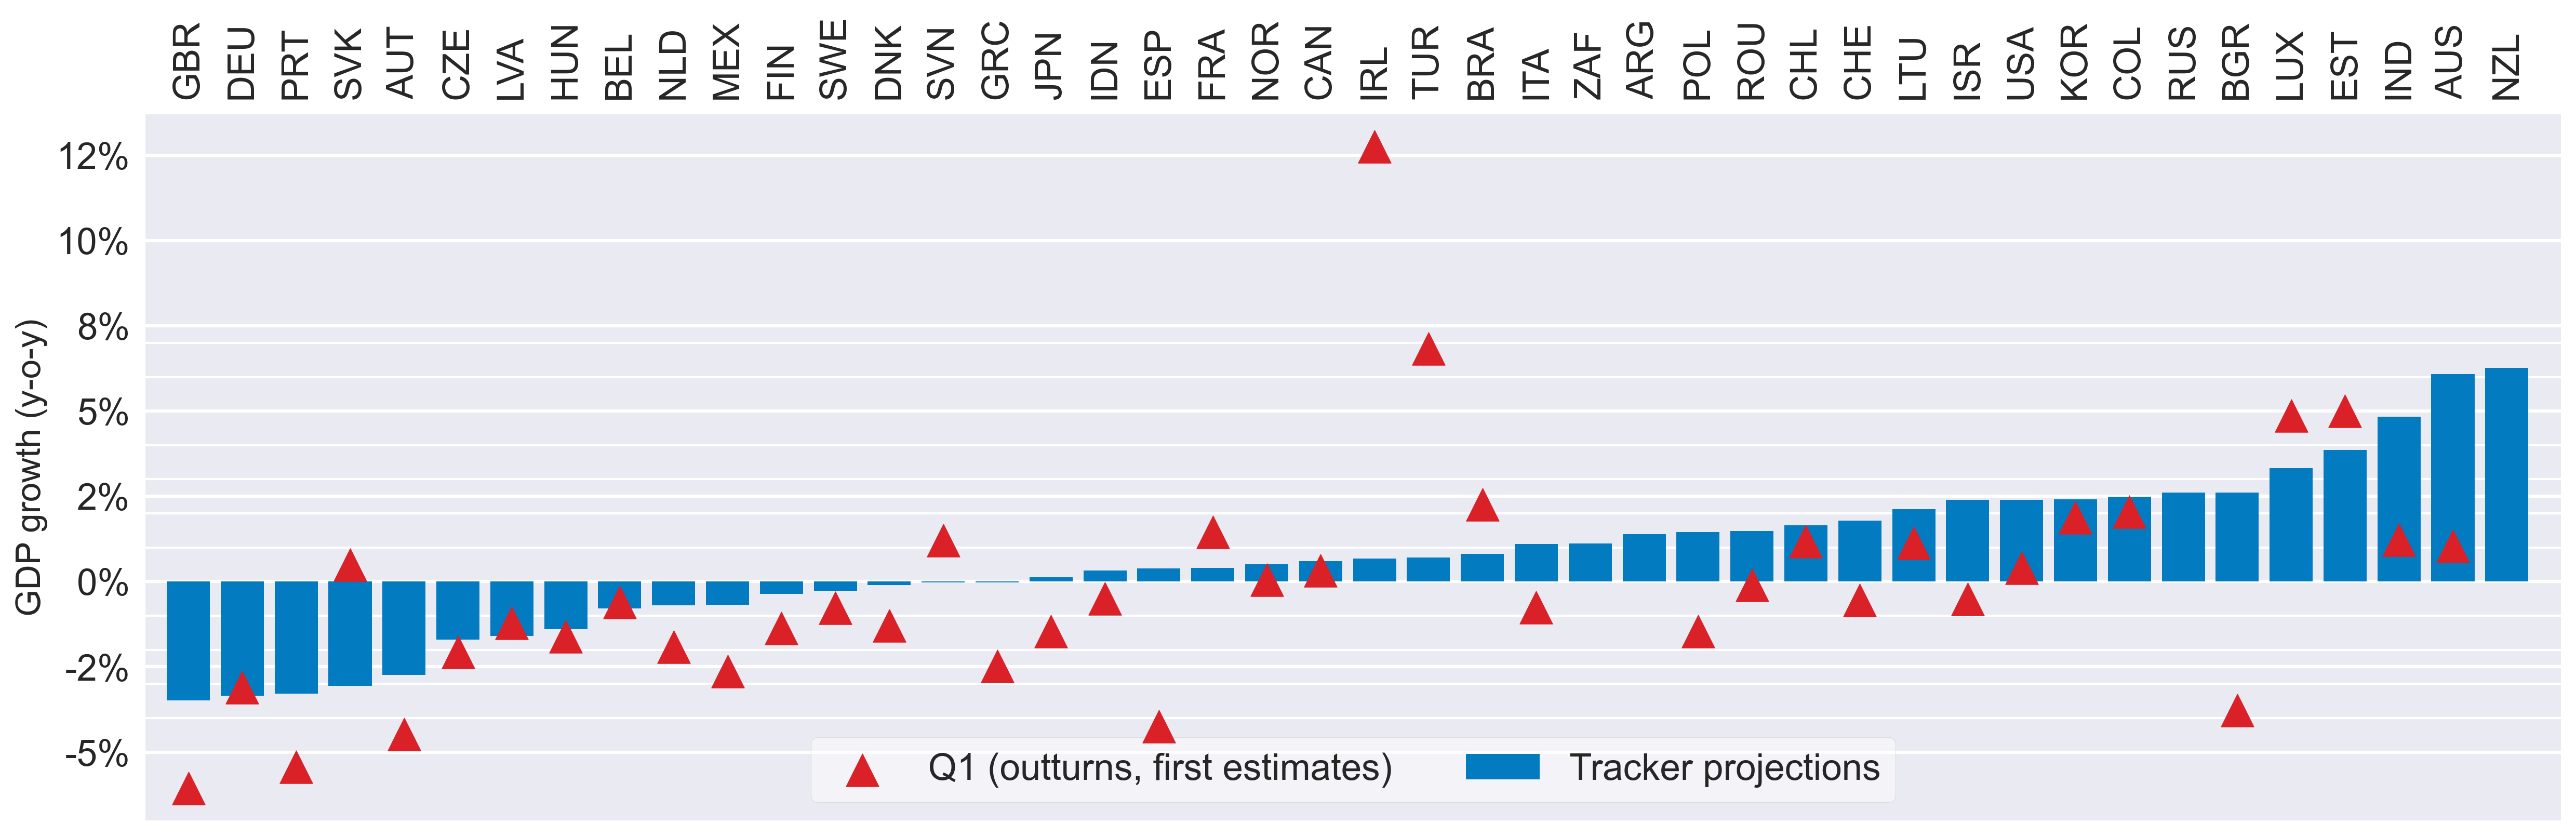 GBR DEU PRT SVK AUT CZE LVA HUN BEL NLD MEX FIN SWE DNK SVN GRC JPN IDN ESP FRA NOR CAN IRL TUR BRA ITA ZAF ARG POL ROU CHL CHE LTU ISR USA KOR COL RUS BGR LUX EST IND AUS NZL
GDP growth (y-o-y)
12%
10%
8%
5%
2%
0%
-2%
-5%
Q1 (outturns, first estimates) Tracker projections